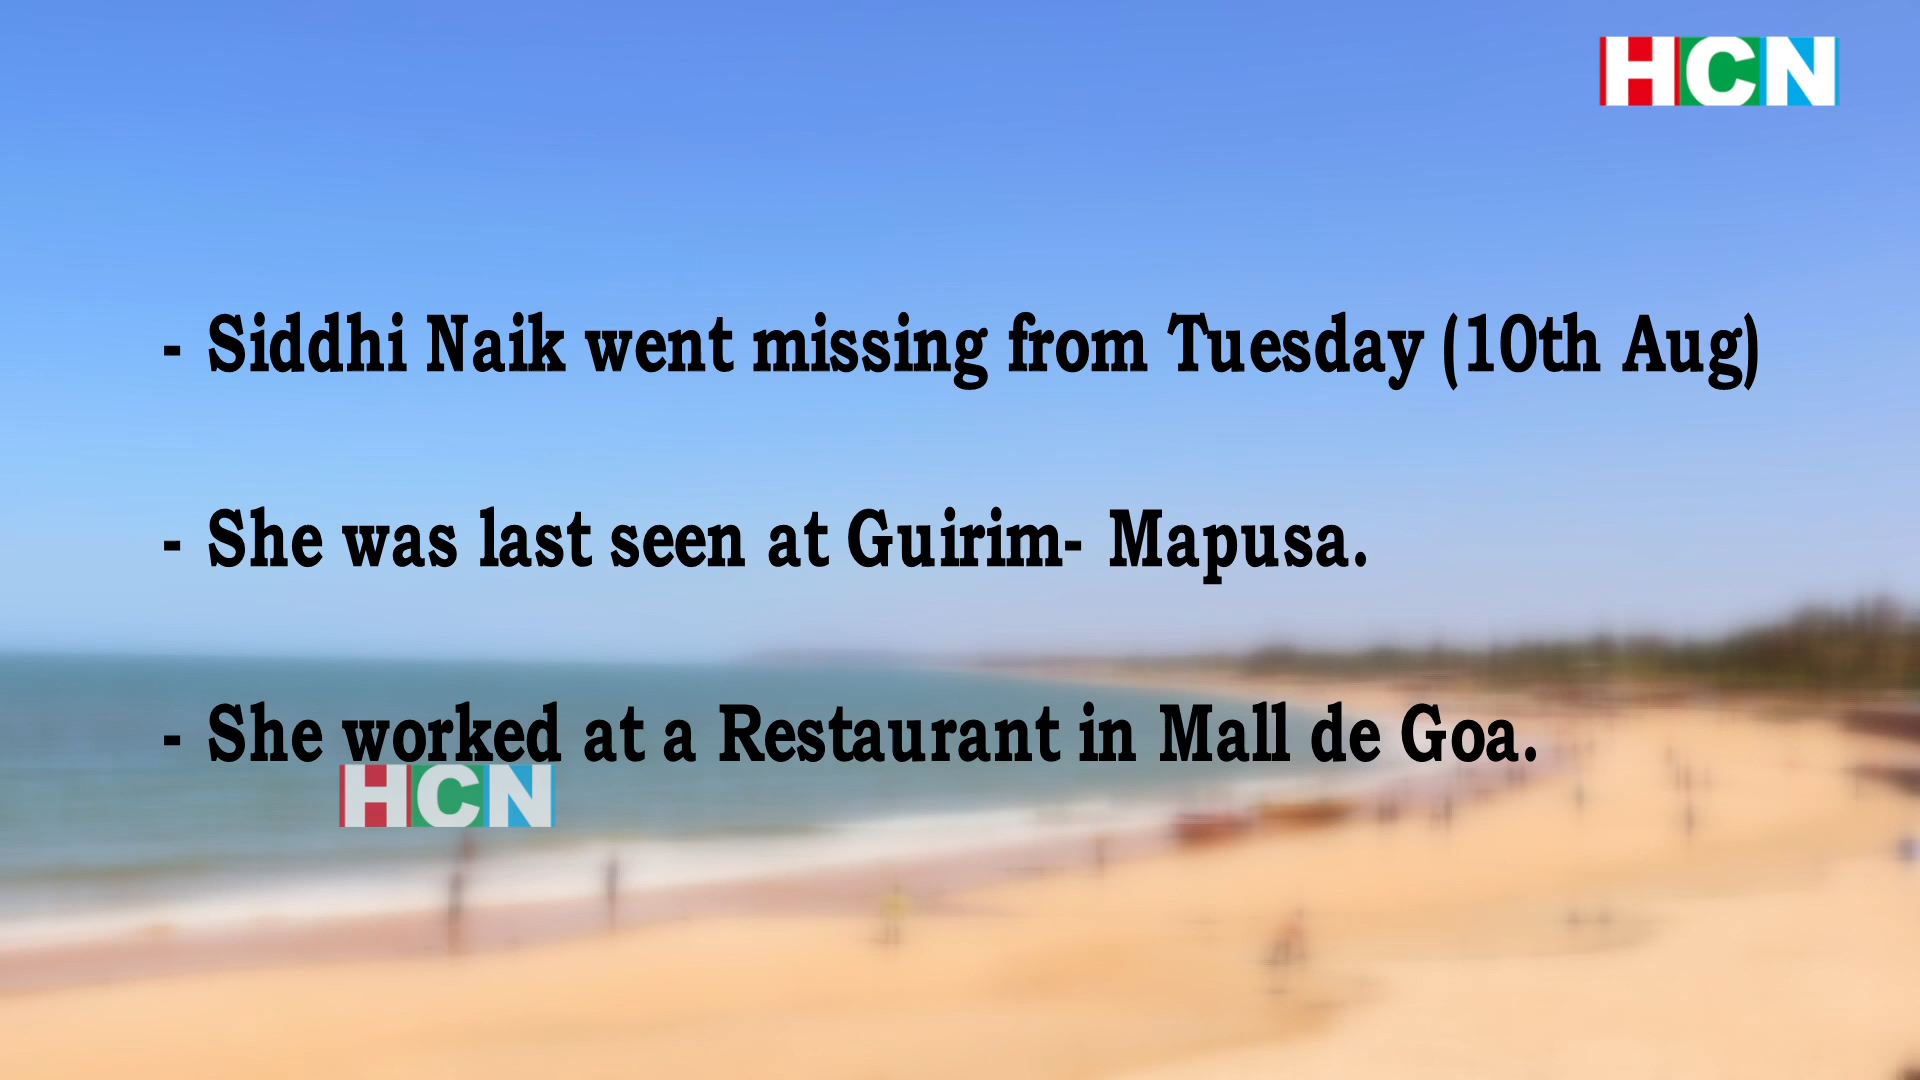 HCN
- Siddhi Naik went missing from Tuesday (10th Aug)
- She was last seen at Guirim- Mapusa.
- She worked at a Restaurant in Mall de Goa.
HCN